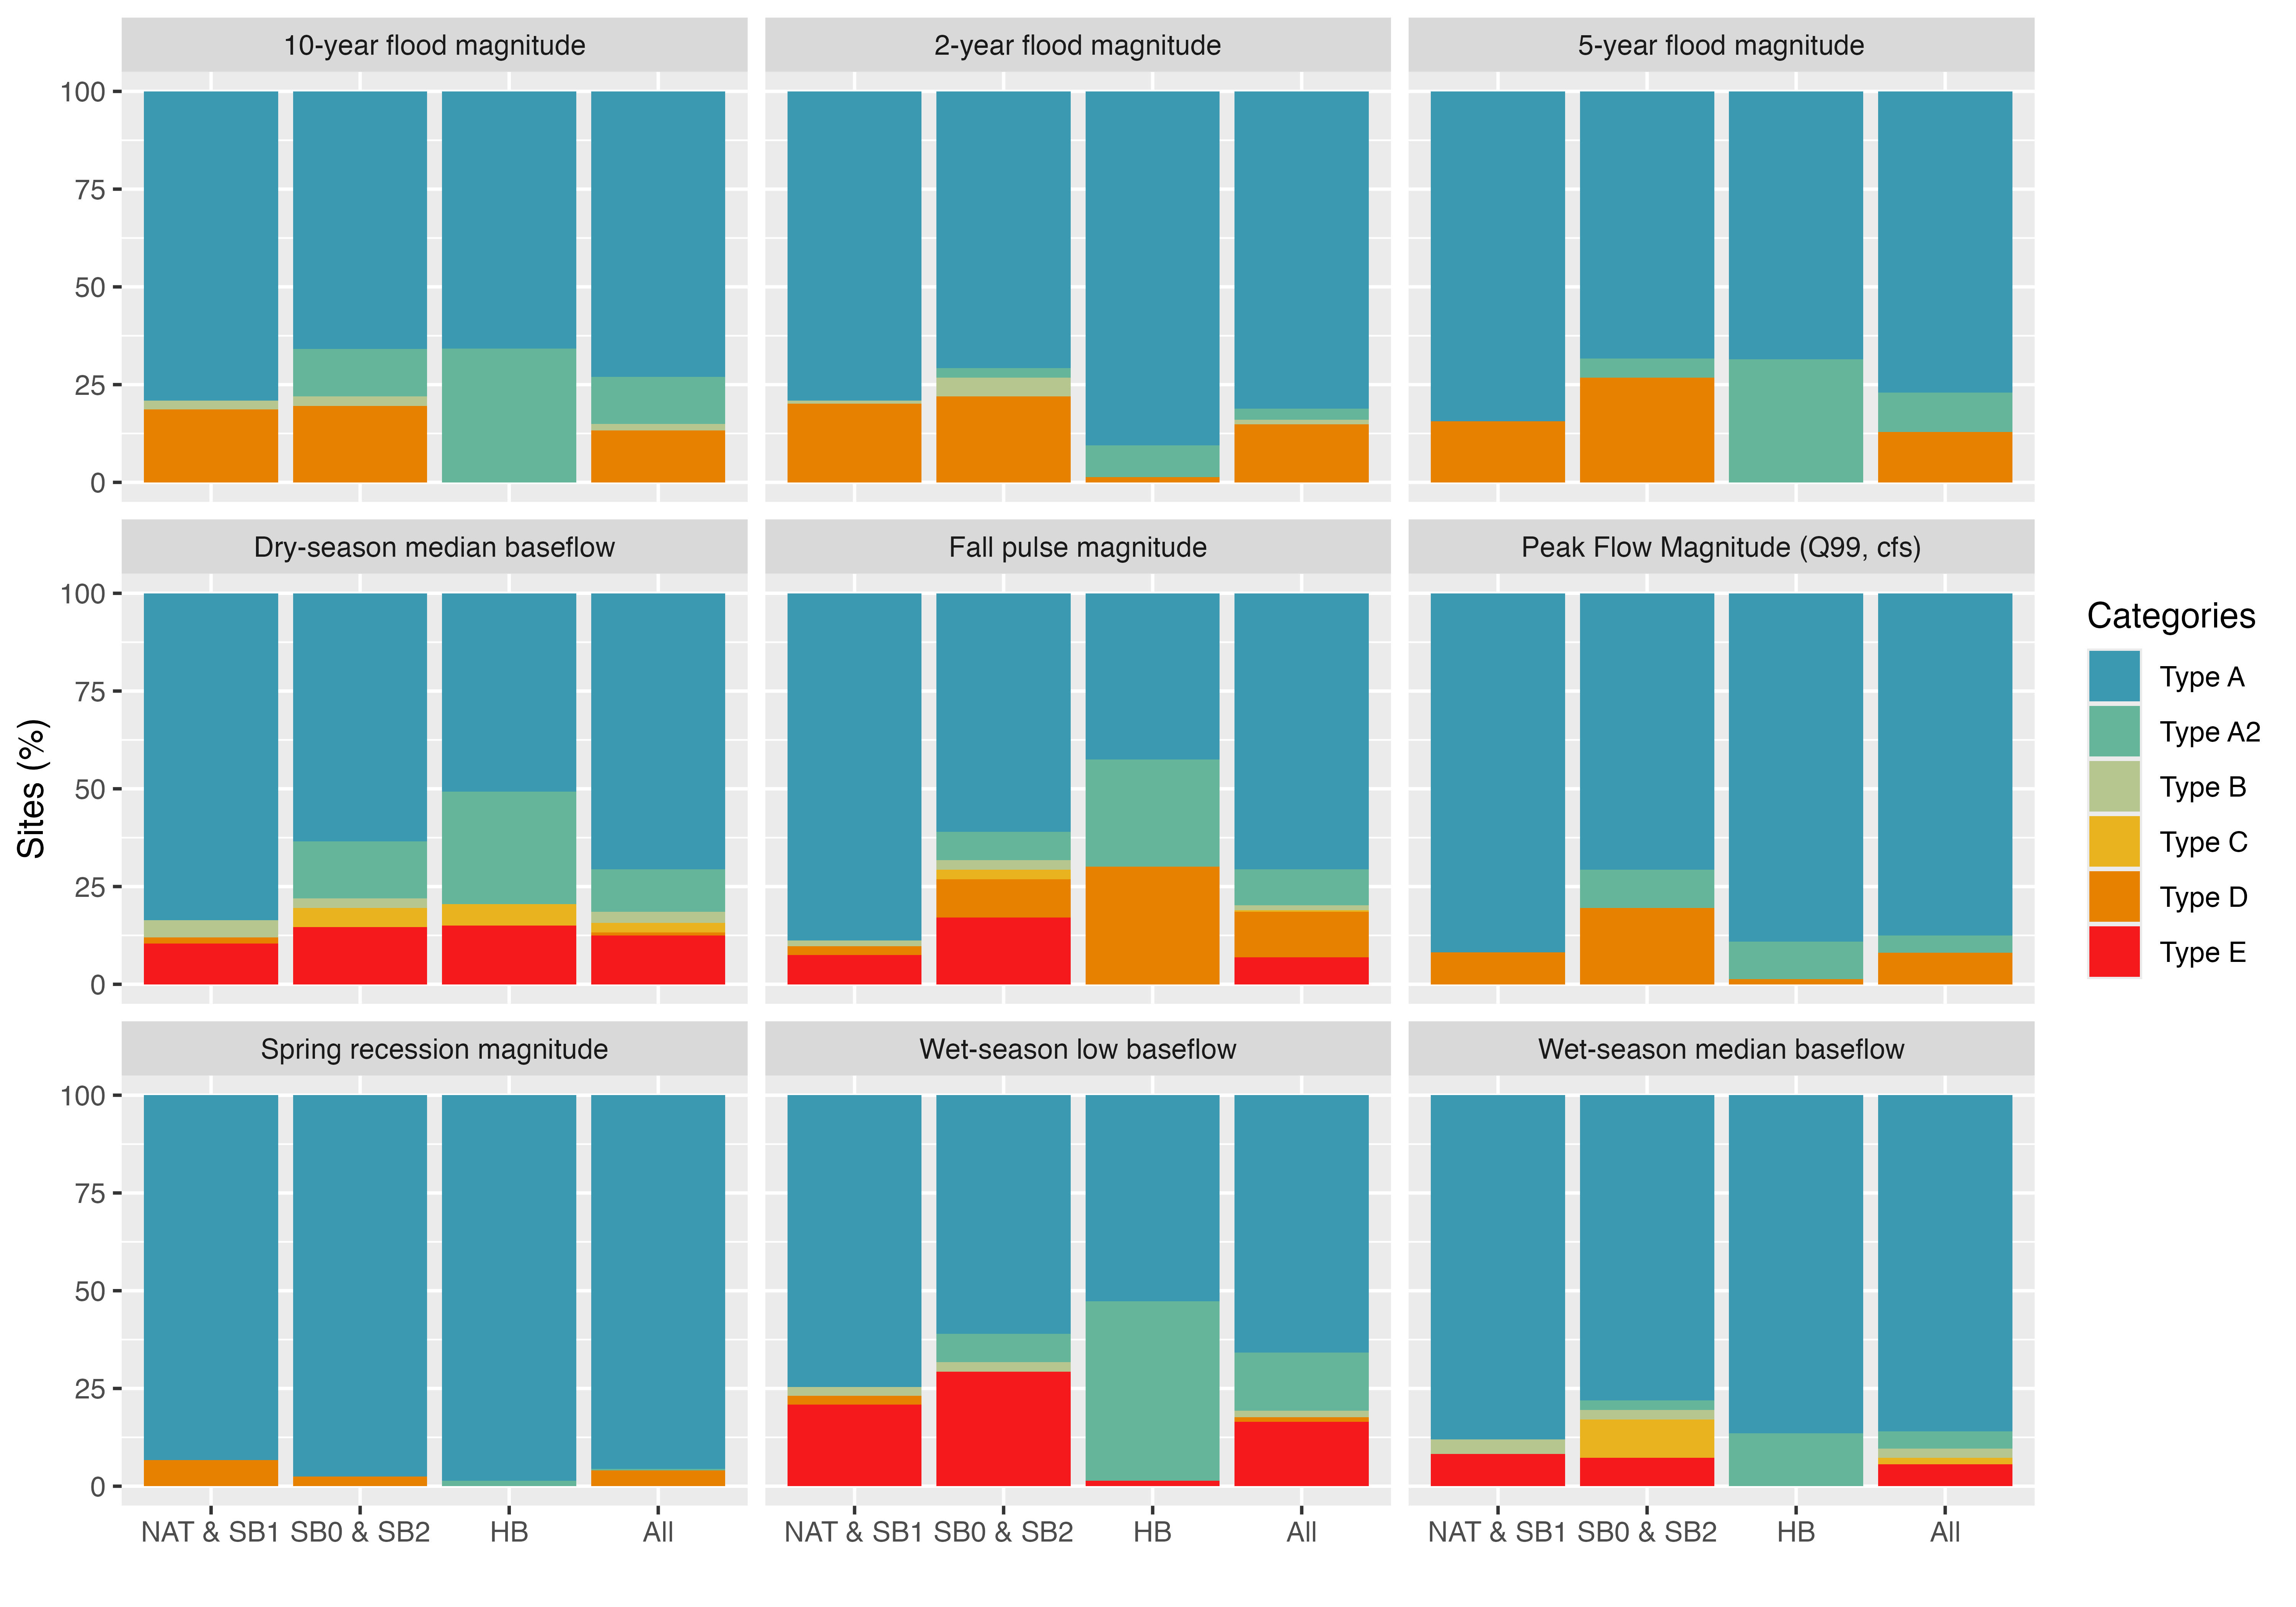 10-year flood magnitude
2-year flood magnitude
5-year flood magnitude
100
75
50
25
0
Dry-season median baseflow
Fall pulse magnitude
Peak Flow Magnitude (Q99, cfs)
100
75
50
25
0
Sites (%)
Spring recession magnitude
Wet-season low baseflow
Wet-season median baseflow
100
75
50
25
0
NAT & SB1 SB0 & SB2 HB All
NAT & SB1 SB0 & SB2 HB All
NAT & SB1 SB0 & SB2 HB All
Categories
Type A
Type A2
Type B
Type C
Type D
Type E